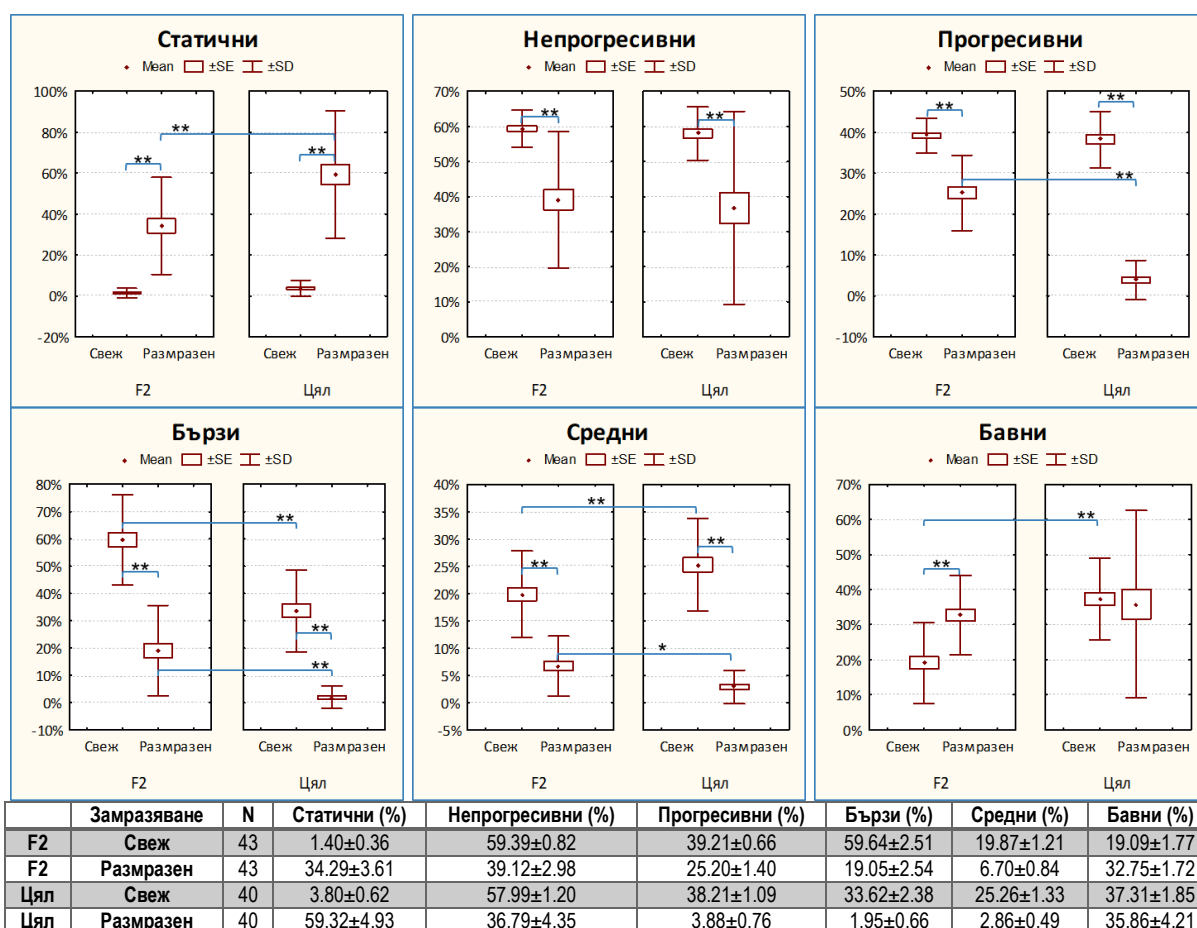 Статични
Mean ±SE ±SD
100%
80%
60%
40%
20%
0%
-20%
** ** **
Свеж Размразен Свеж Размразен
F2 Цял
Непрогресивни
Mean ±SE ±SD
70%
60%
50%
40%
30%
20%
10%
0%
** **
Свеж Размразен Свеж Размразен
F2 Цял
Прогресивни
Mean ±SE ±SD
50%
40%
30%
20%
10%
0%
-10%
** ** **
Свеж Размразен Свеж Размразен
F2 Цял
Бързи
Mean ±SE ±SD
80%
70%
60%
50%
40%
30%
20%
10%
0%
-10%
** ** ** **
Свеж Размразен Свеж Размразен
F2 Цял
Средни
Mean ±SE ±SD
40%
35%
30%
25%
20%
15%
10%
5%
0%
-5%
** ** ** *
Свеж Размразен Свеж Размразен
F2 Цял
Бавни
Mean ±SE ±SD
70%
60%
50%
40%
30%
20%
10%
0%
** **
Свеж Размразен Свеж Размразен
F2 Цял
Замразяване N Статични (%) Непрогресивни (%) Прогресивни (%) Бързи (%) Средни (%) Бавни (%)
F2 Свеж 43 1.40±0.36 59.39±0.82 39.21±0.66 59.64±2.51 19.87±1.21 19.09±1.77
F2 Размразен 43 34.29±3.61 39.12±2.98 25.20±1.40 19.05±2.54 6.70±0.84 32.75±1.72
Цял Свеж 40 3.80±0.62 57.99±1.20 38.21±1.09 33.62±2.38 25.26±1.33 37.31±1.85
Цял Размразен 40 59.32±4.93 36.79±4.35 3.88±0.76 1.95±0.66 2.86±0.49 35.86±4.21